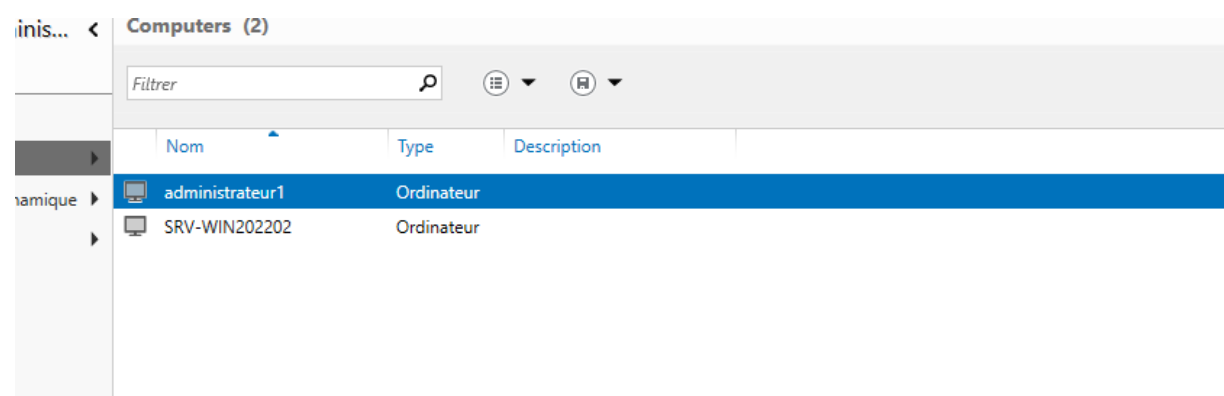 inis...
Computers (2)
Filtrer
Nom Type Description
administrateur1 Ordinateur
namique
SRV-WIN202202 Ordinateur